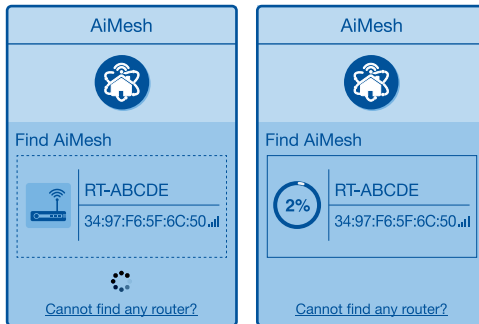 AiMesh
Find AiMesh
RT-ABCDE
34:97:F6:5F:6C:50
Cannot find any router?
AiMesh
Find AiMesh
2%
RT-ABCDE
34:97:F6:5F:6C:50
Cannot find any router?